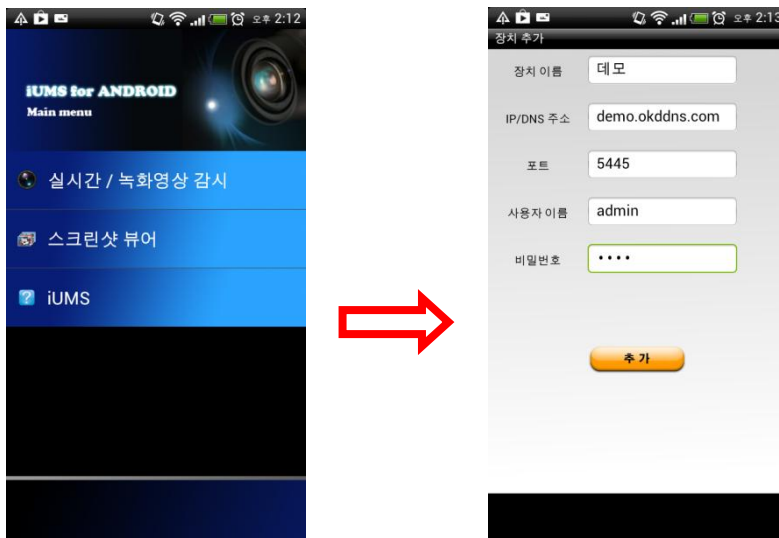 오후 2:12
iUMS for ANDROID
Main menu
실시간 / 녹화영상 감시
스크린샷 뷰어
iUMS
오후 2:13
장치 추가
장치 이름 데모
IP/DNS 주소 demo.okddns.com
포트 5445
사용자 이름 admin
비밀번호 ••••
추 가